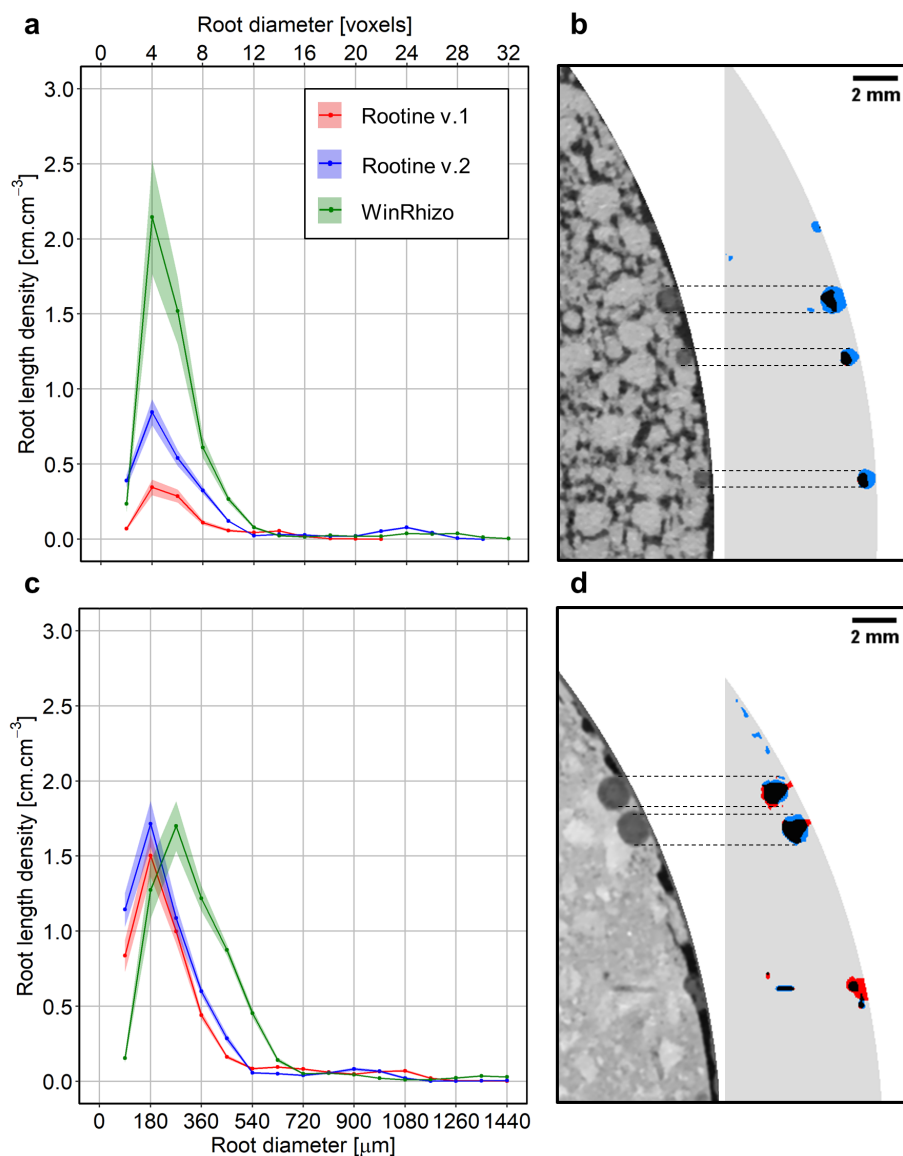 a
Root diameter [voxels]
0 4 8 12 16 20 24 28 32
3.0
2.5
2.0
1.5
1.0
0.5
0.0
Root length density [cm.cm⁻³]
Rootine v.1
Rootine v.2
WinRhizo
b
2 mm
c
3.0
2.5
2.0
1.5
1.0
0.5
0.0
Root length density [cm.cm⁻³]
0 180 360 540 720 900 1080 1260 1440
Root diameter [μm]
d
2 mm